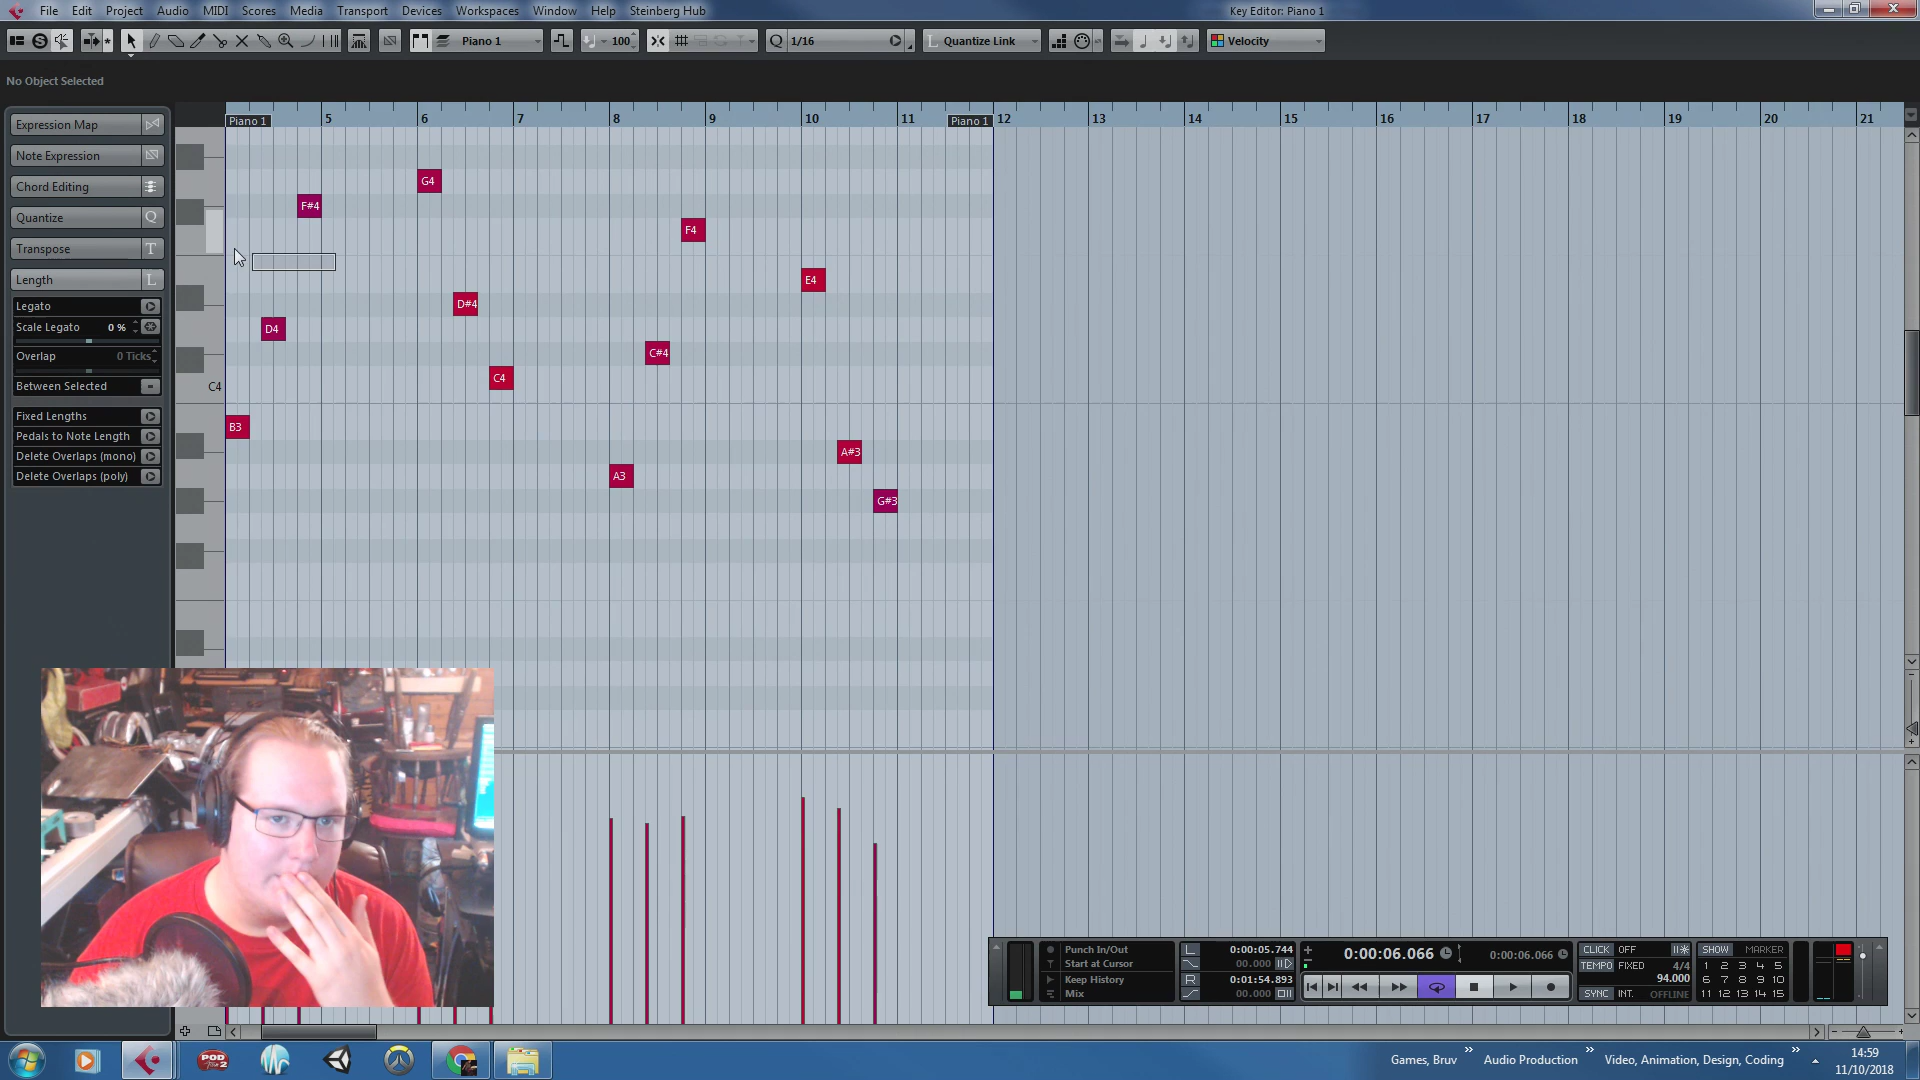 File Edit Project Audio MIDI Scores Media Transport Devices Workspaces Window Help Steinberg Hub Key Editor: Piano 1
Piano 1 100 Q 1/16 L Quantize Link Velocity
No Object Selected
Piano 1 5 6 7 8 9 10 11 Piano 1 12 13 14 15 16 17 18 19 20 21
Expression Map
Note Expression
Chord Editing
Quantize Q
Transpose T
Length L
Legato
Scale Legato 0 %
Overlap 0 Ticks
Between Selected
Fixed Lengths
Pedals to Note Length
Delete Overlaps (mono)
Delete Overlaps (poly)
C4
G4
F#4
F4
E4
D#4
D4
C#4
C4
B3
A#3
A3
G#3
Punch In/Out
Start at Cursor
Keep History
Mix
L 0:00:05.744
00.000
R 0:01:54.893
00.000
0:00:06.066 0:00:06.066
CLICK OFF
TEMPO FIXED 4/4
94.000
SYNC INT. OFFLINE
SHOW MARKER
1 2 3 4 5
6 7 8 9 10
11 12 13 14 15
POD
Games, Bruv » Audio Production » Video, Animation, Design, Coding »
14:59
11/10/2018